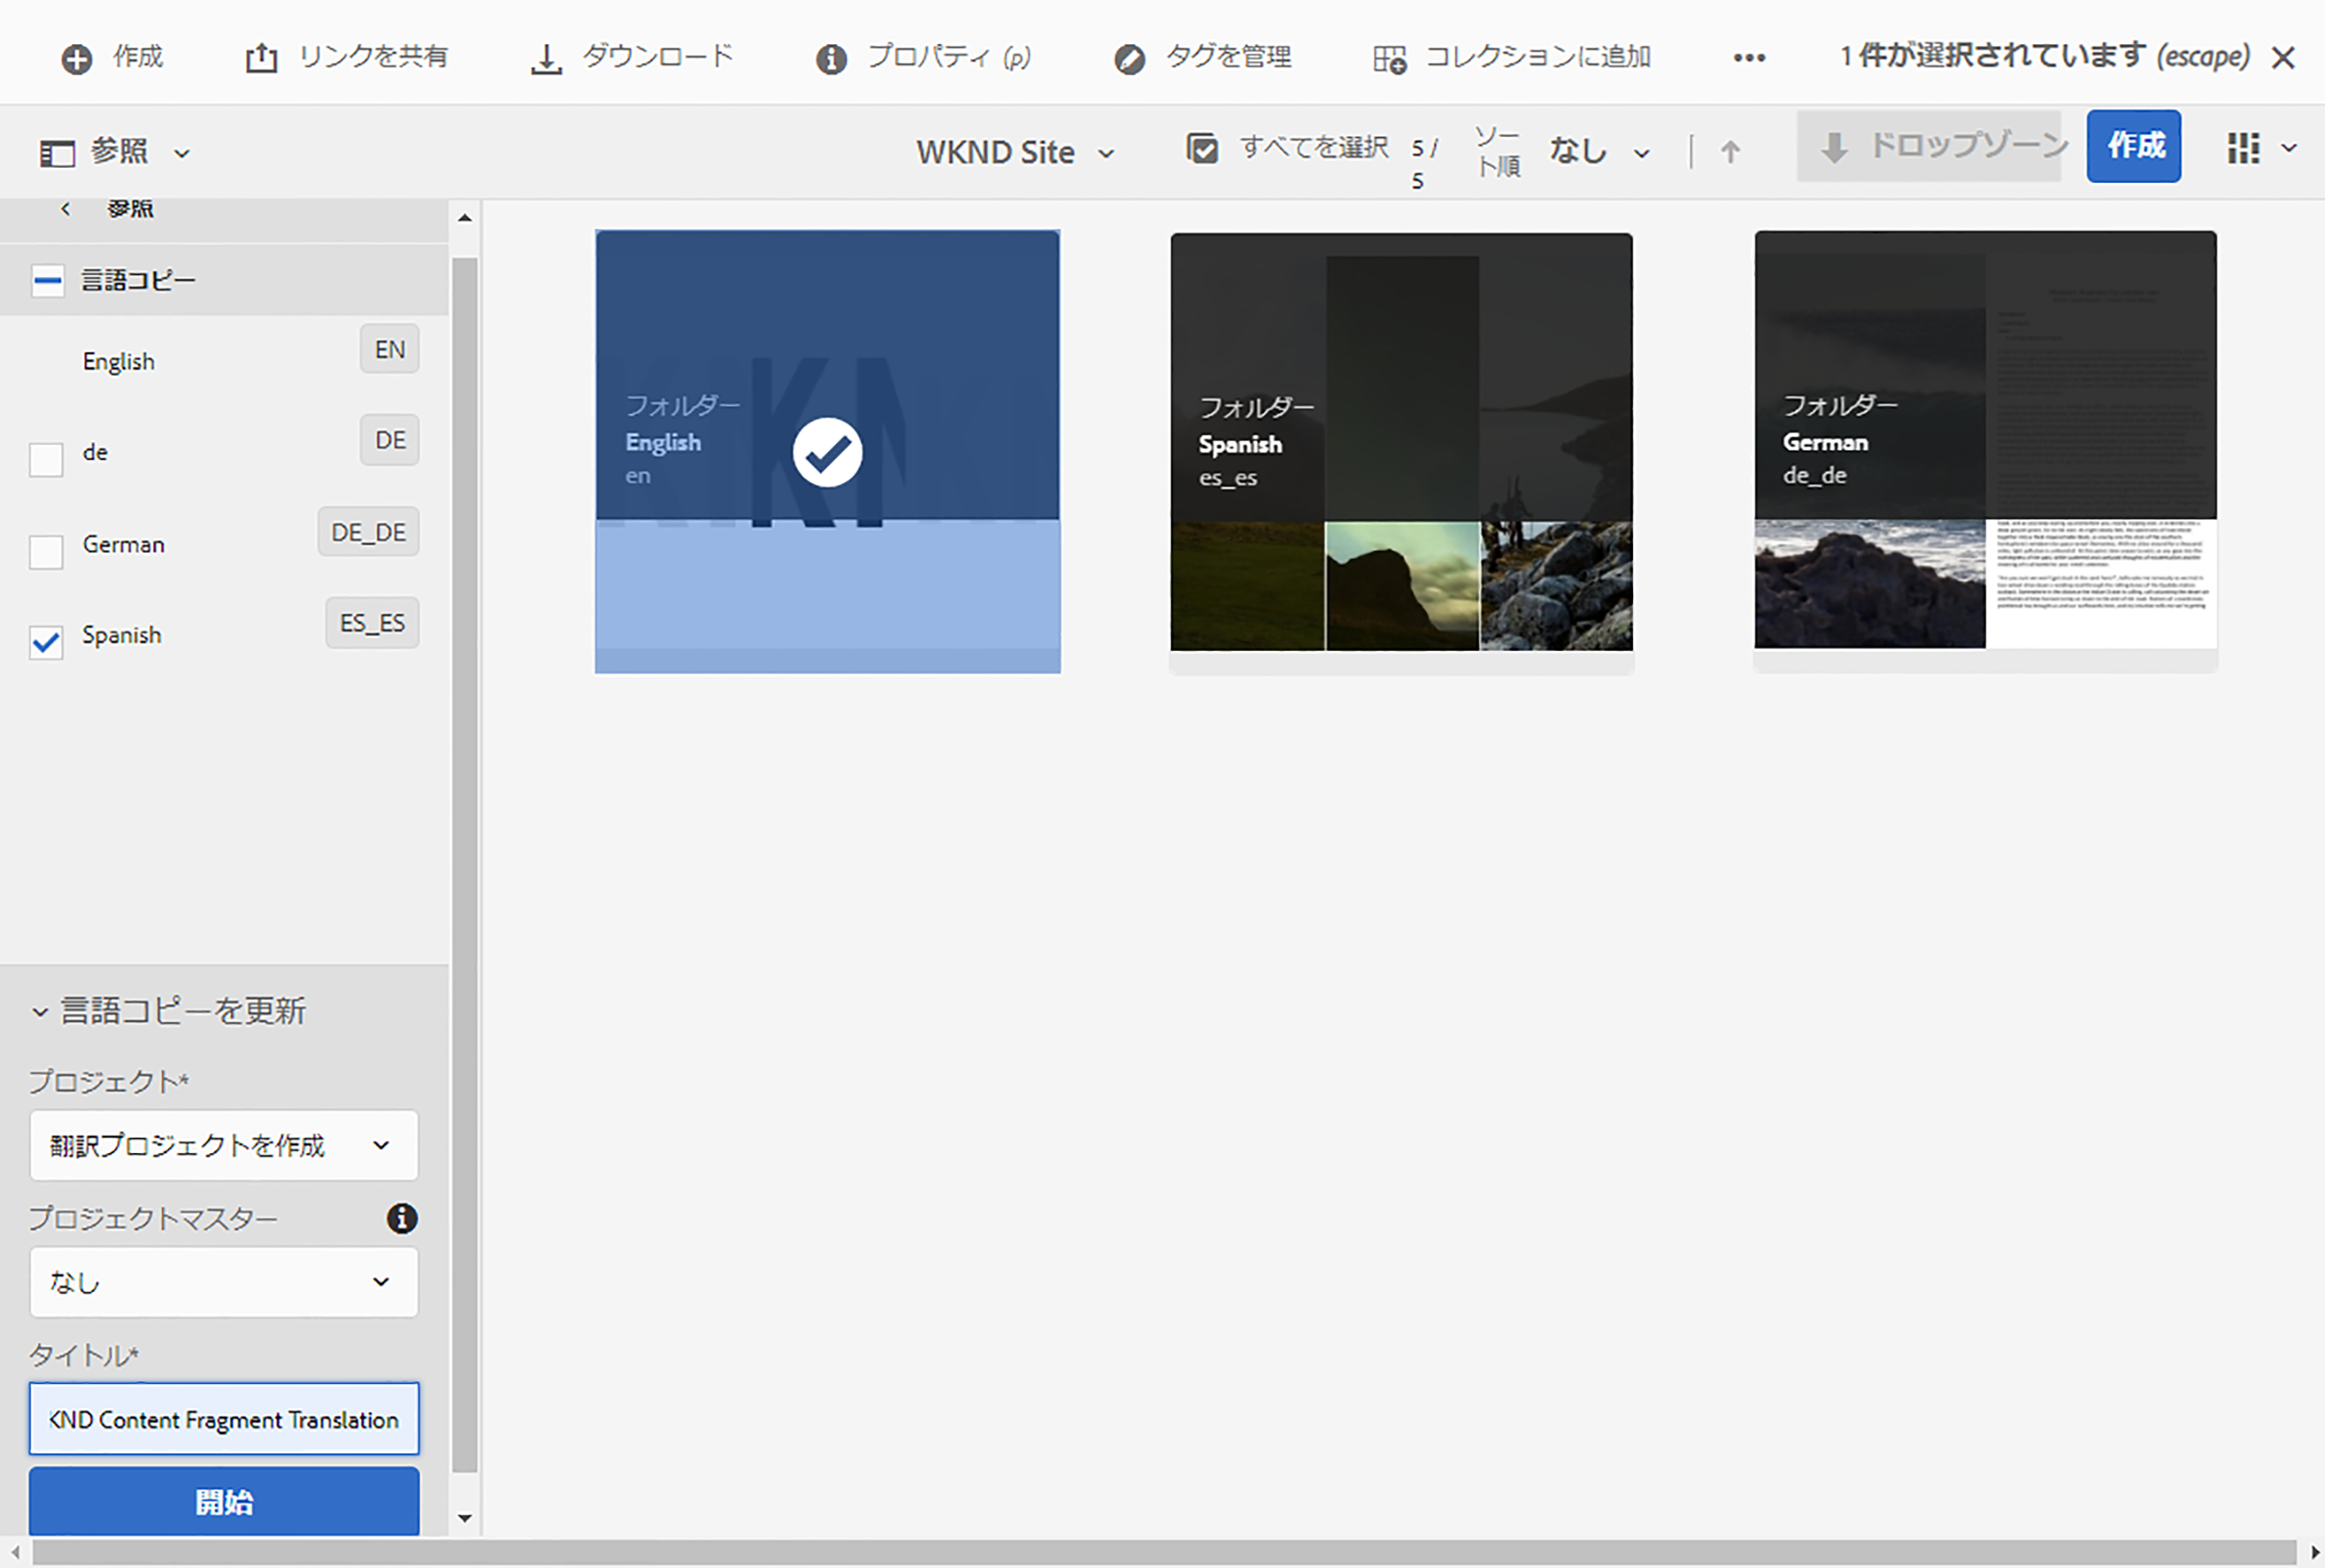 作成
リンクを共有
ダウンロード
プロパティ (p)
タグを管理
コレクションに追加
1 件が選択されています (escape)
参照
WKND Site
すべてを選択
5 /
5
ソー
ト順
なし
ドロップゾーン
作成
参照
言語コピー
English
EN
de
DE
German
DE_DE
Spanish
ES_ES
フォルダー
English
en
フォルダー
Spanish
es_es
フォルダー
German
de_de
言語コピーを更新
プロジェクト*
翻訳プロジェクトを作成
プロジェクトマスター
なし
タイトル*
KND Content Fragment Translation
開始